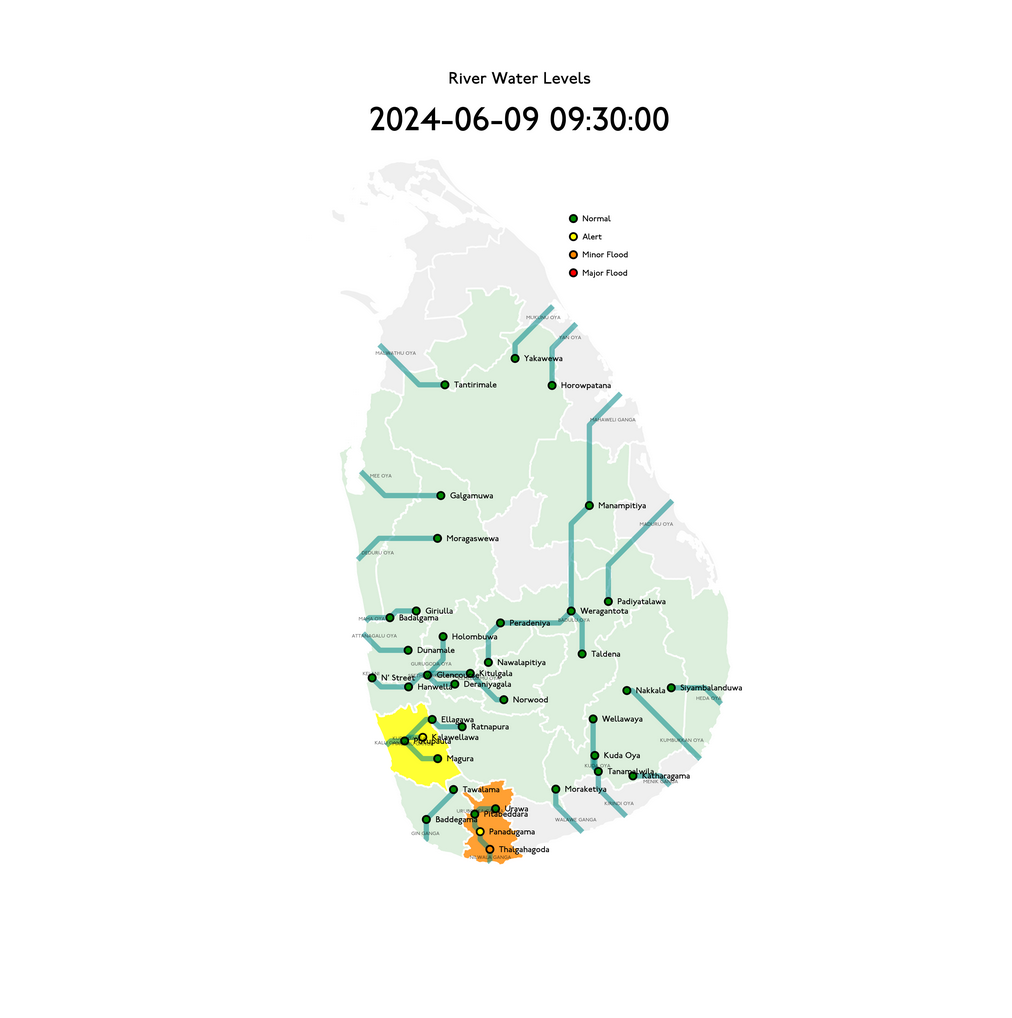 River Water Levels
2024-06-09 09:30:00
Normal
Alert
Minor Flood
Major Flood
MUKUNU OYA
YAN OYA
MALWATHU OYA
Yakawewa
Tantirimale
Horowpatana
MAHAWELI GANGA
MEE OYA
Galgamuwa
Manampitiya
MADURU OYA
Moragaswewa
DEDURU OYA
Padiyatalawa
Giriulla
Weragantota
MAHA OYA
Badalgama
BADULU OYA
Peradeniya
ATTANAGALU OYA
Holombuwa
Dunamale
Taldena
GURUGODA OYA
Nawalapitiya
Kitulgala
Glencourse
N' Street
Deraniyagala
Hanwella
Nakkala
Siyambalanduwa
HEDA OYA
Norwood
Ellagawa
Ratnapura
Wellawaya
Kalawellawa
Putupaula
KUMBUKKAN OYA
Kuda Oya
Magura
KUDA OYA
Tanamalwila
Katharagama
MENIK GANGA
Tawalama
Moraketiya
KIRINDI OYA
Urawa
Pitabeddara
Baddegama
WALAWE GANGA
GIN GANGA
Panadugama
Thalgahagoda
NILWALA GANGA